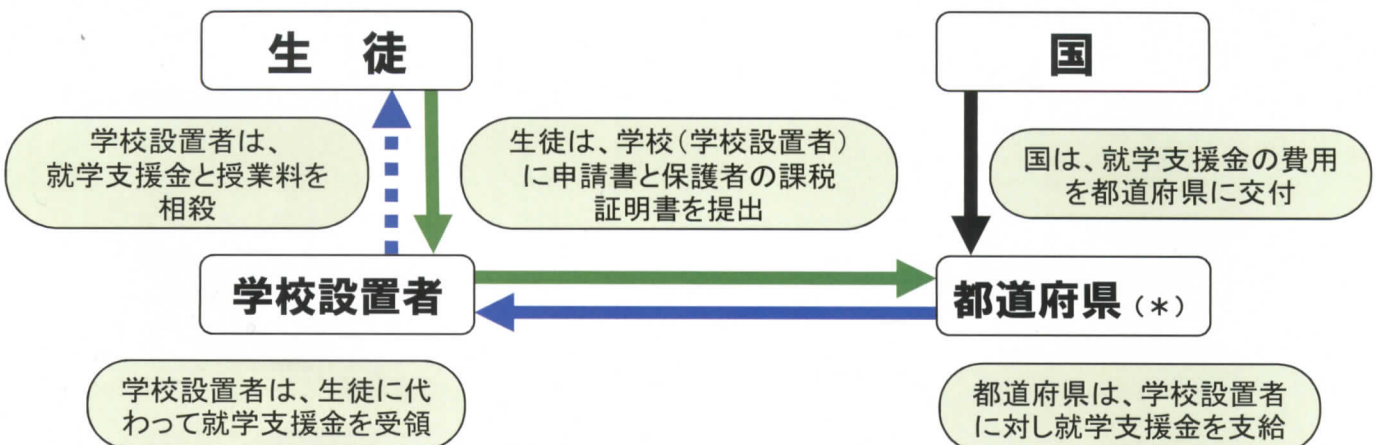 生 徒
国
学校設置者は、
就学支援金と授業料を
相殺
生徒は、学校(学校設置者)
に申請書と保護者の課税
証明書を提出
国は、就学支援金の費用
を都道府県に交付
学校設置者
都道府県(*)
学校設置者は、生徒に代
わって就学支援金を受領
都道府県は、学校設置者
に対し就学支援金を支給